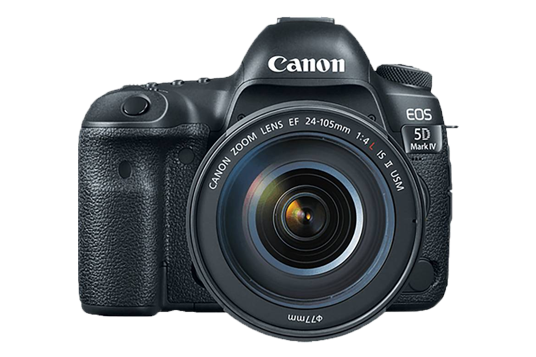 Canon
EOS
5D
Mark IV
CANON ZOOM LENS EF 24-105mm 1:4 L IS II USM
Φ77mm